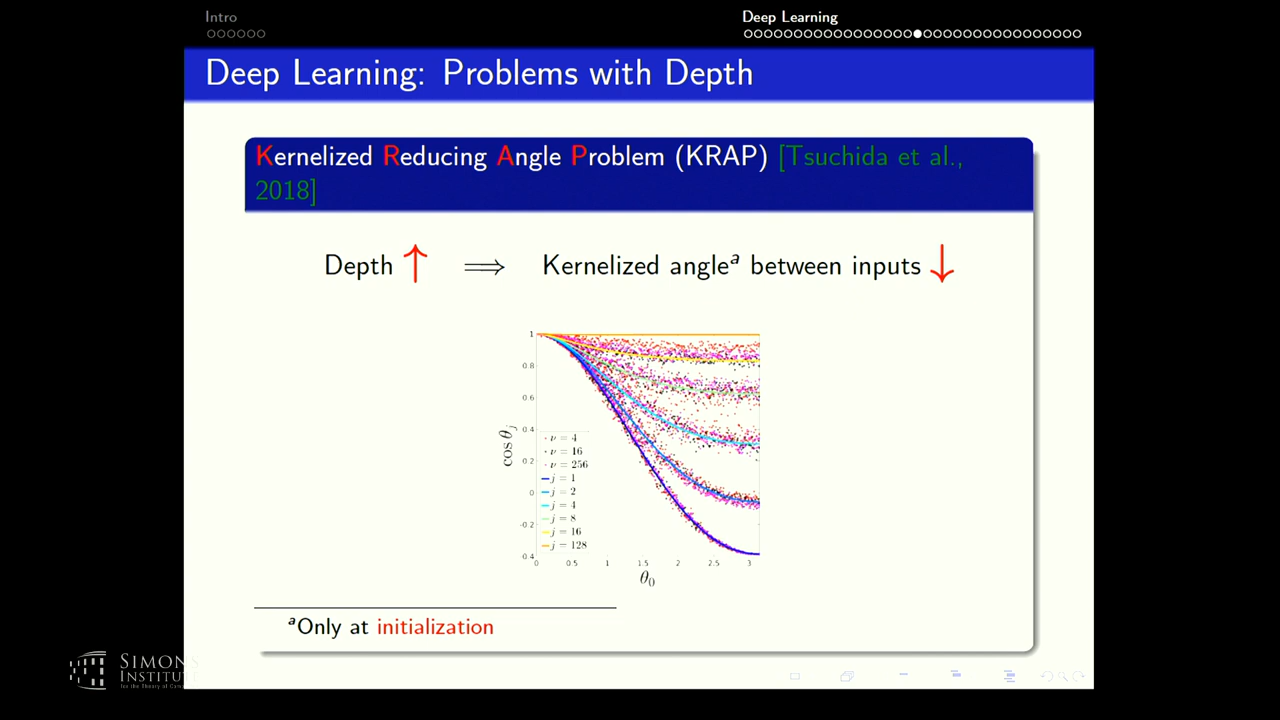 Intro
Deep Learning
Deep Learning: Problems with Depth
Kernelized Reducing Angle Problem (KRAP) [Tsuchida et al.,
2018]
Depth ↑ ⟹ Kernelized angleᵃ between inputs ↓
1
0.8
0.6
0.4
0.2
0
-0.2
0.4
cos θⱼ
ν = 4
ν = 16
ν = 256
j = 1
j = 2
j = 4
j = 8
j = 16
j = 128
0 0.5 1 1.5 2 2.5 3
θ₀
ᵃOnly at initialization
SIMONS
INSTITUTE